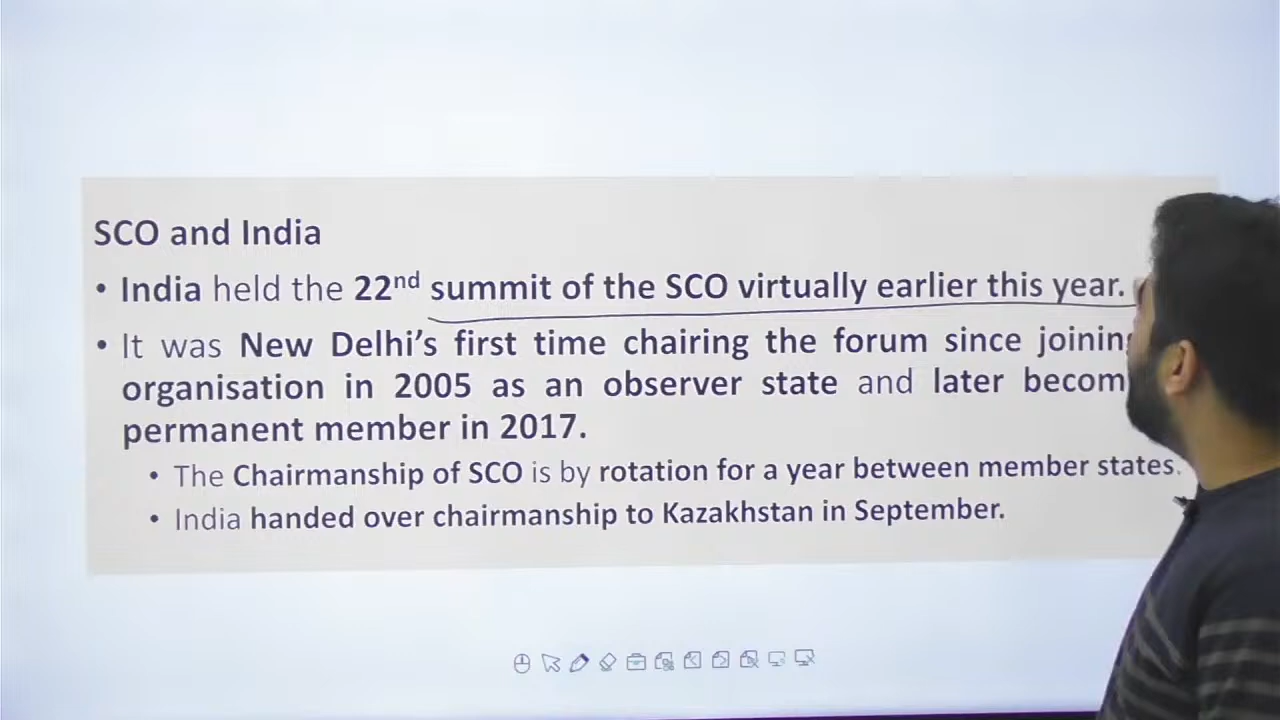 SCO and India
• India held the 22nd summit of the SCO virtually earlier this year.
• It was New Delhi's first time chairing the forum since
organisation in 2005 as an observer state and later
permanent member in 2017.
• The Chairmanship of SCO is by rotation for a year between member states.
• India handed over chairmanship to Kazakhstan in September.